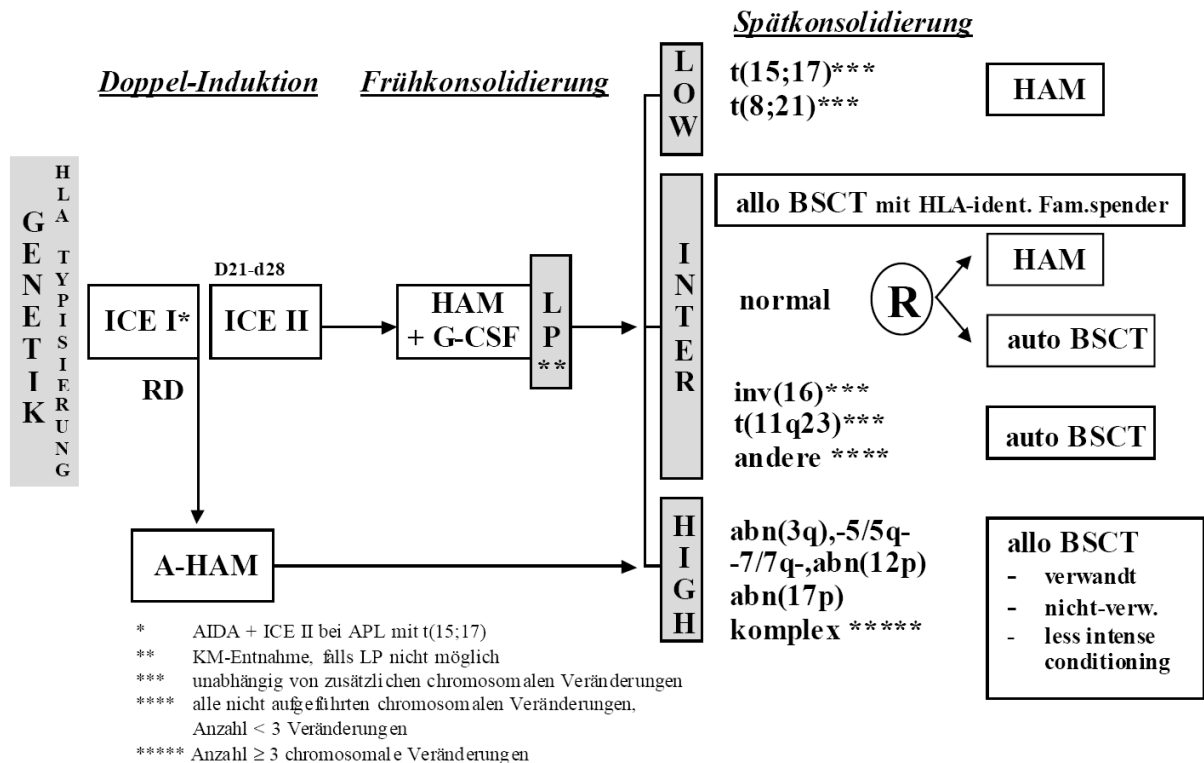 Doppel-Induktion
Frühkonsolidierung
Spätkonsolidierung
GENETIK
HLA TYPISIERUNG
ICE I*
D21-d28
ICE II
RD
A-HAM
HAM
+ G-CSF
LP**
LOW
t(15;17)***
t(8;21)***
HAM
INTER
allo BSCT mit HLA-ident. Fam.spender
normal
R
HAM
auto BSCT
inv(16)***
t(11q23)***
andere ****
auto BSCT
HIGH
abn(3q),-5/5q-
-7/7q-,abn(12p)
abn(17p)
komplex *****
allo BSCT
- verwandt
- nicht-verw.
- less intense
conditioning
* AIDA + ICE II bei APL mit t(15;17)
** KM-Entnahme, falls LP nicht möglich
*** unabhängig von zusätzlichen chromosomalen Veränderungen
**** alle nicht aufgeführten chromosomalen Veränderungen,
Anzahl < 3 Veränderungen
***** Anzahl ≥ 3 chromosomale Veränderungen